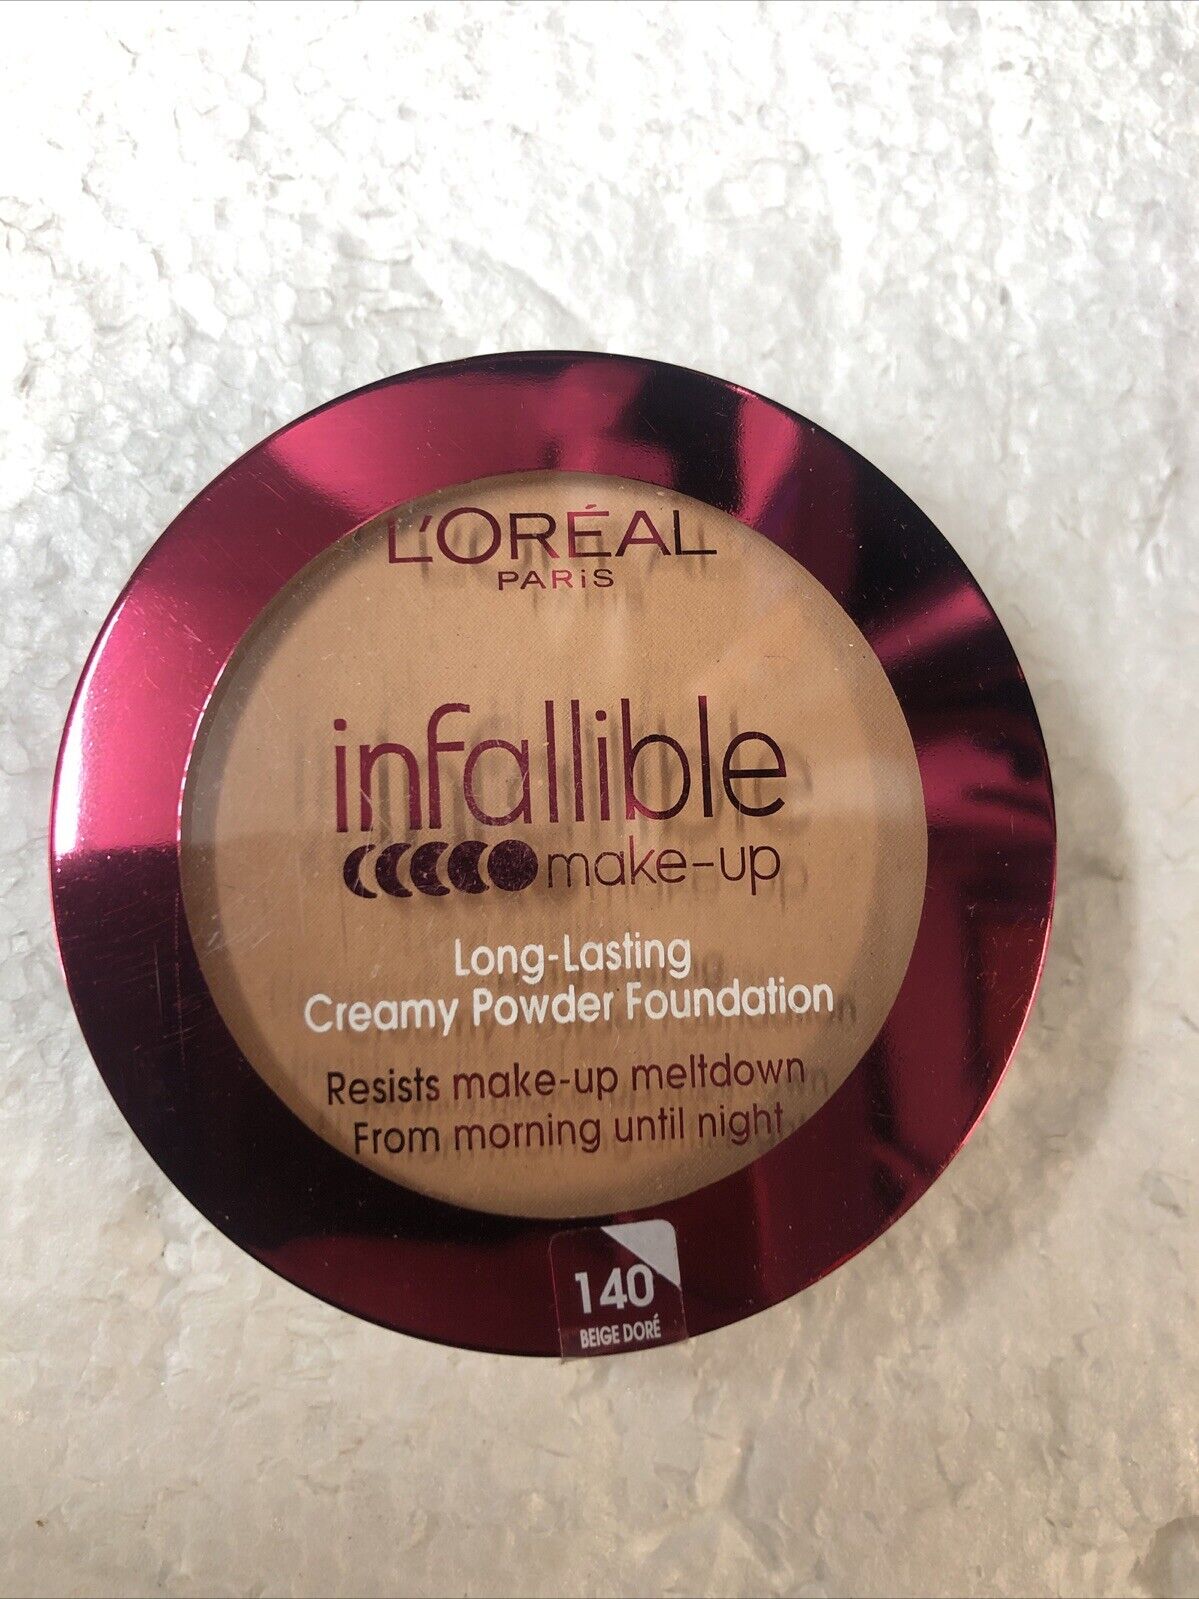 L'ORÉAL
PARiS
infallible
make-up
Long-Lasting
Creamy Powder Foundation
Resists make-up meltdown
From morning until night
140
BEIGE DORÉ